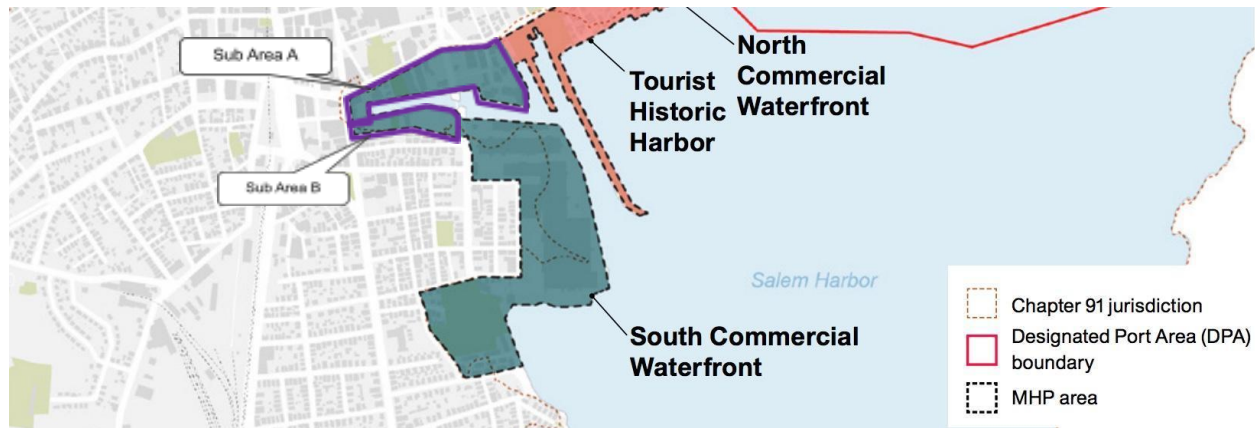 Sub Area A
North
Commercial
Waterfront
Tourist
Historic
Harbor
Sub Area B
Salem Harbor
South Commercial
Waterfront
Chapter 91 jurisdiction
Designated Port Area (DPA)
boundary
MHP area